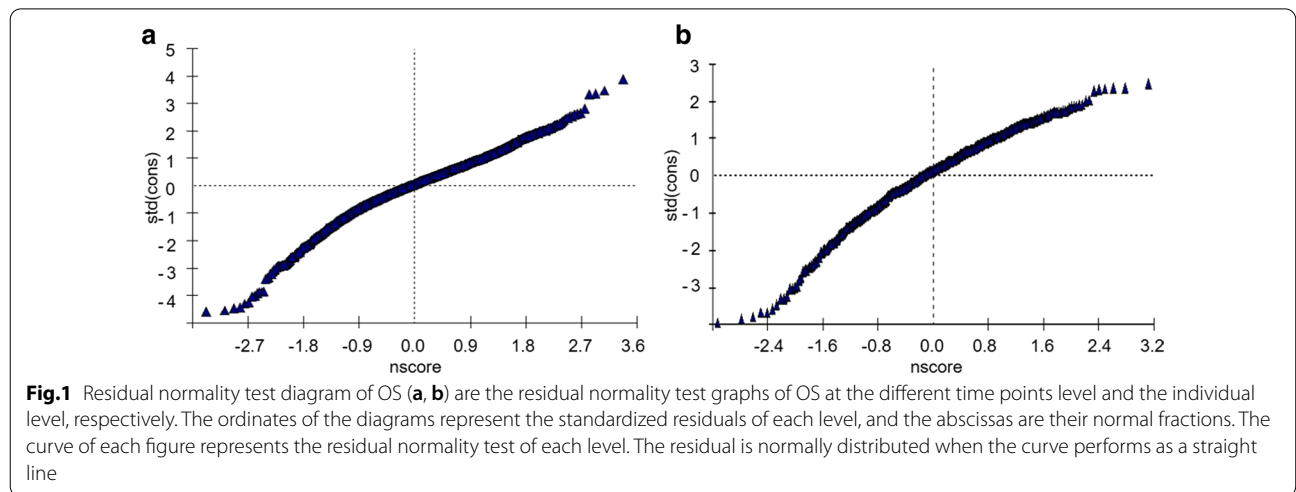 a
5
4
3
2
1
0
-1
-2
-3
-4
std(cons)
-2.7 -1.8 -0.9 0.0 0.9 1.8 2.7 3.6
nscore
b
3
2
1
0
-1
-2
-3
std(cons)
-2.4 -1.6 -0.8 0.0 0.8 1.6 2.4 3.2
nscore
Fig.1 Residual normality test diagram of OS (a, b) are the residual normality test graphs of OS at the different time points level and the individual
level, respectively. The ordinates of the diagrams represent the standardized residuals of each level, and the abscissas are their normal fractions. The
curve of each figure represents the residual normality test of each level. The residual is normally distributed when the curve performs as a straight
line